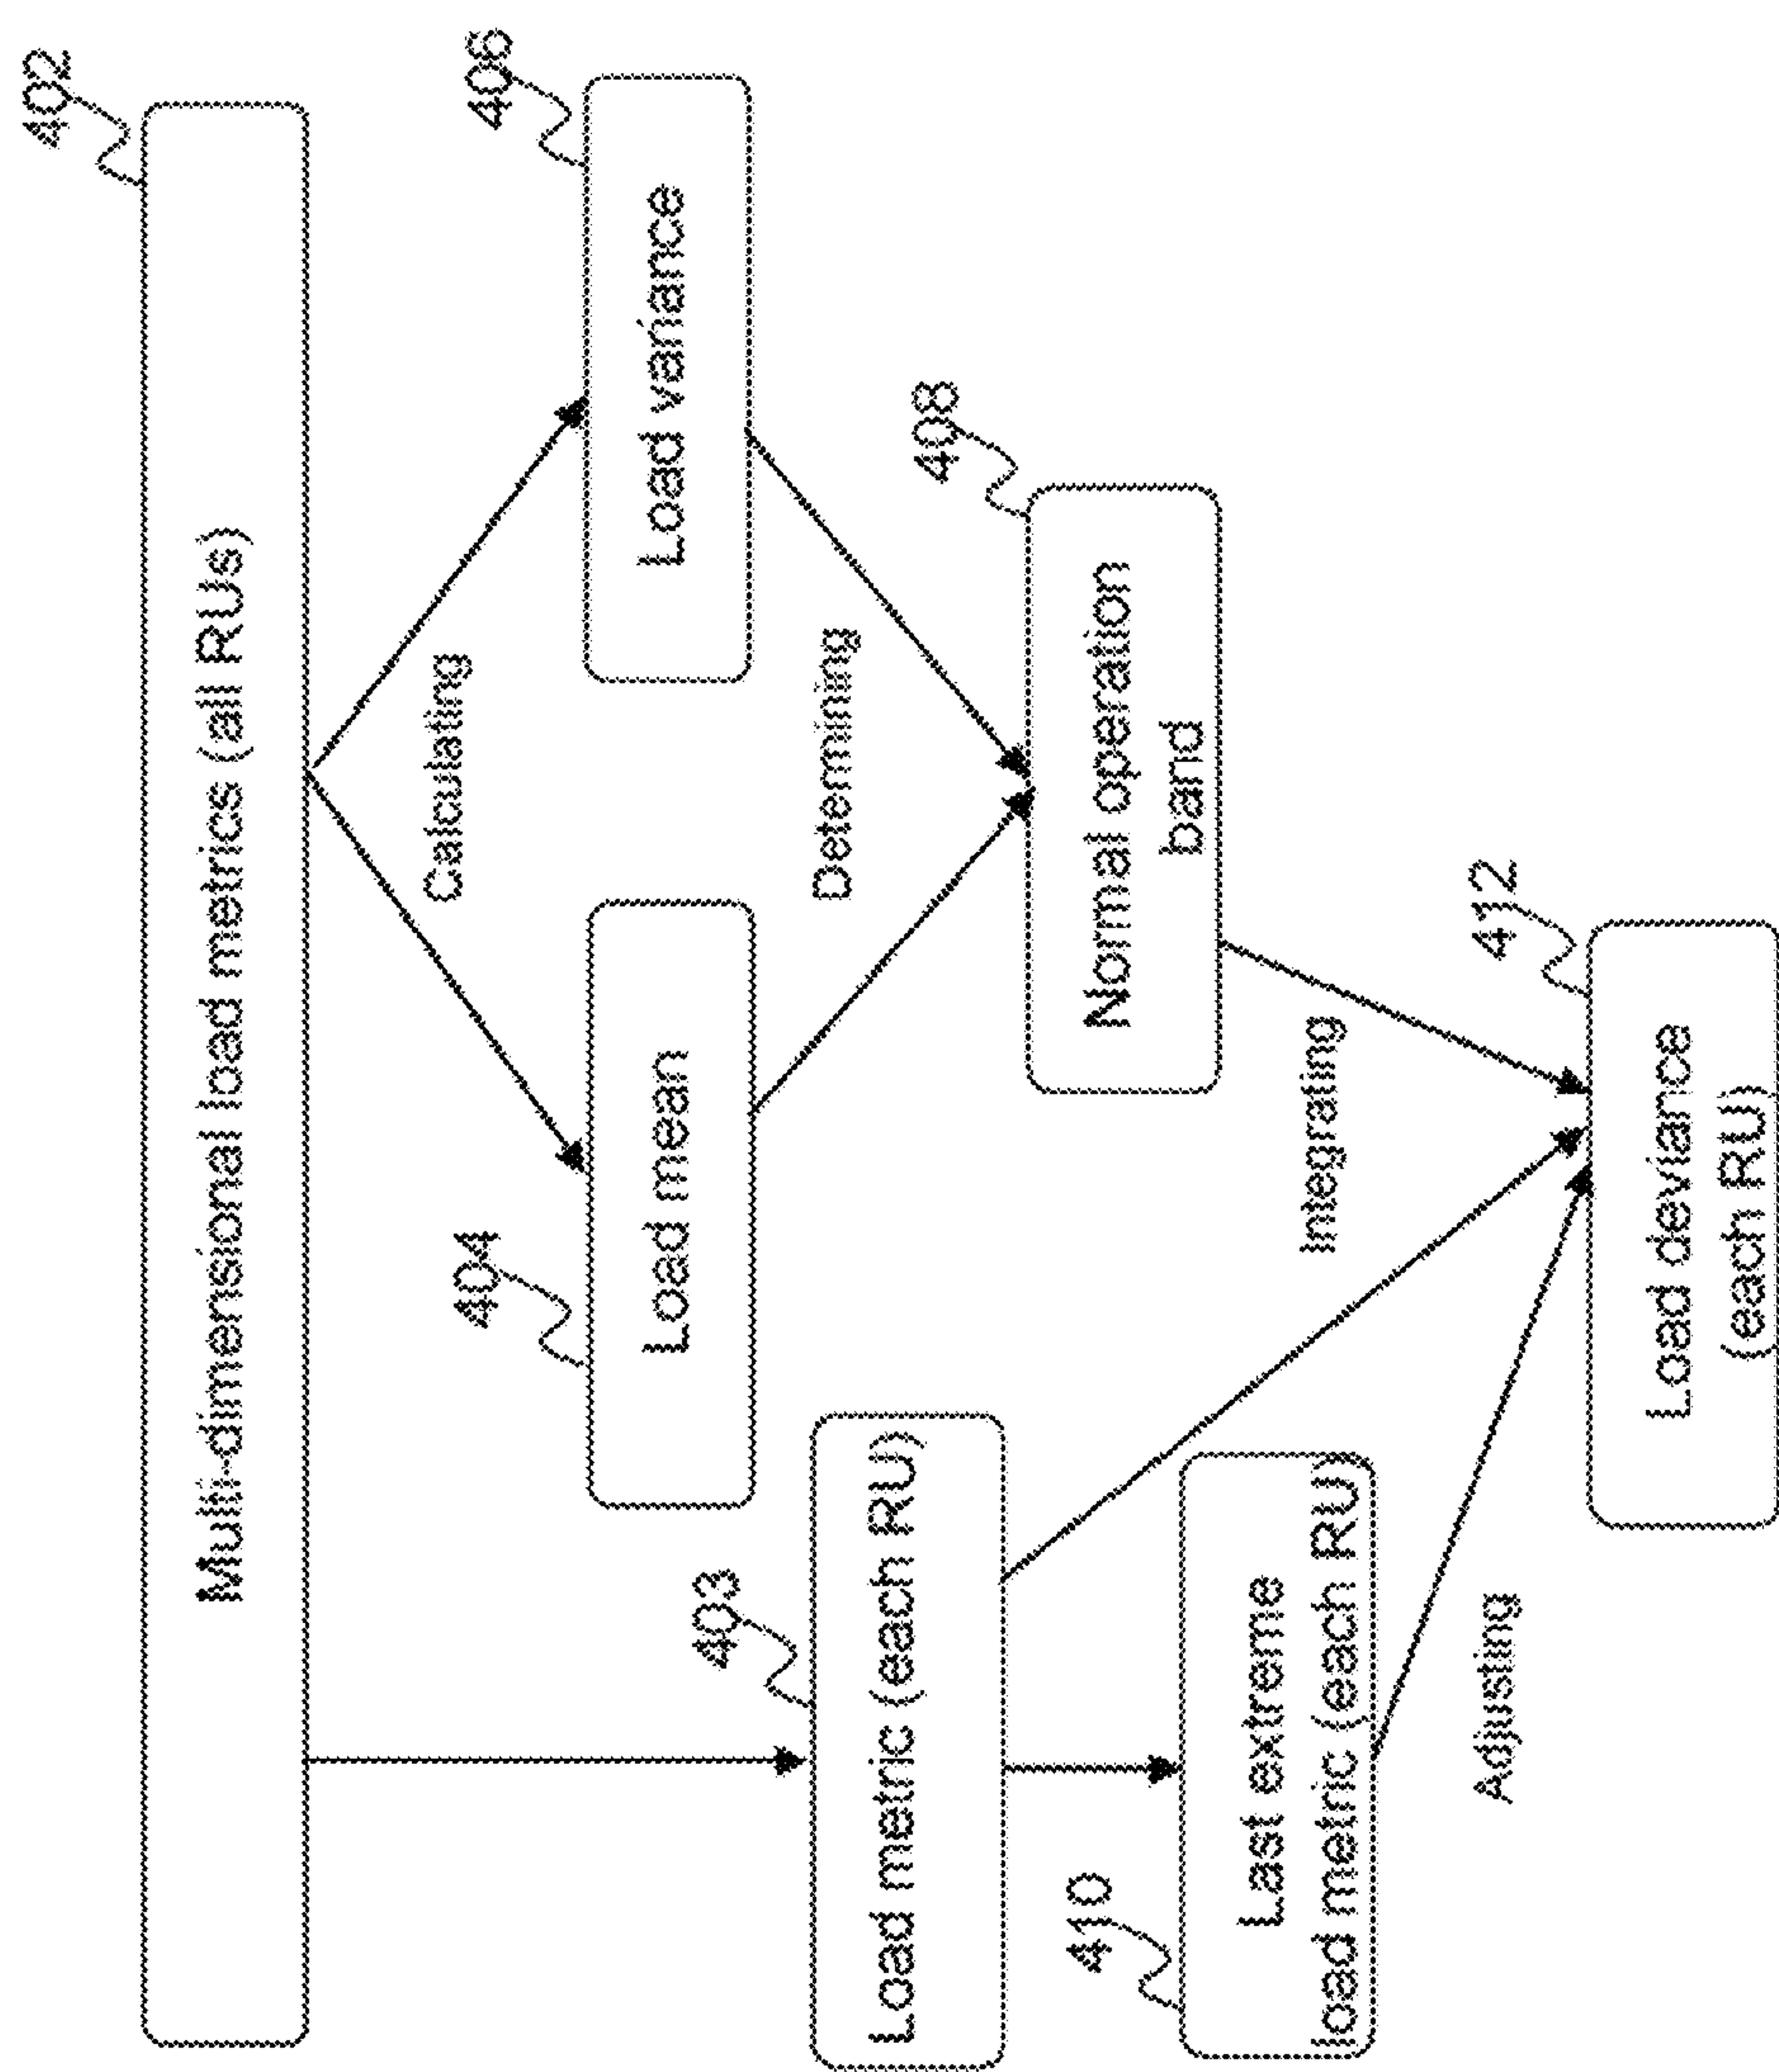 402
Multi-dimensional load metrics (all RUs)
Calculating
404
Load mean
406
Load variance
403
Load metric (each RU)
Determining
408
Normal operation
band
410
Last extreme
load metric (each RU)
Integrating
Adjusting
412
Load deviance
(each RU)